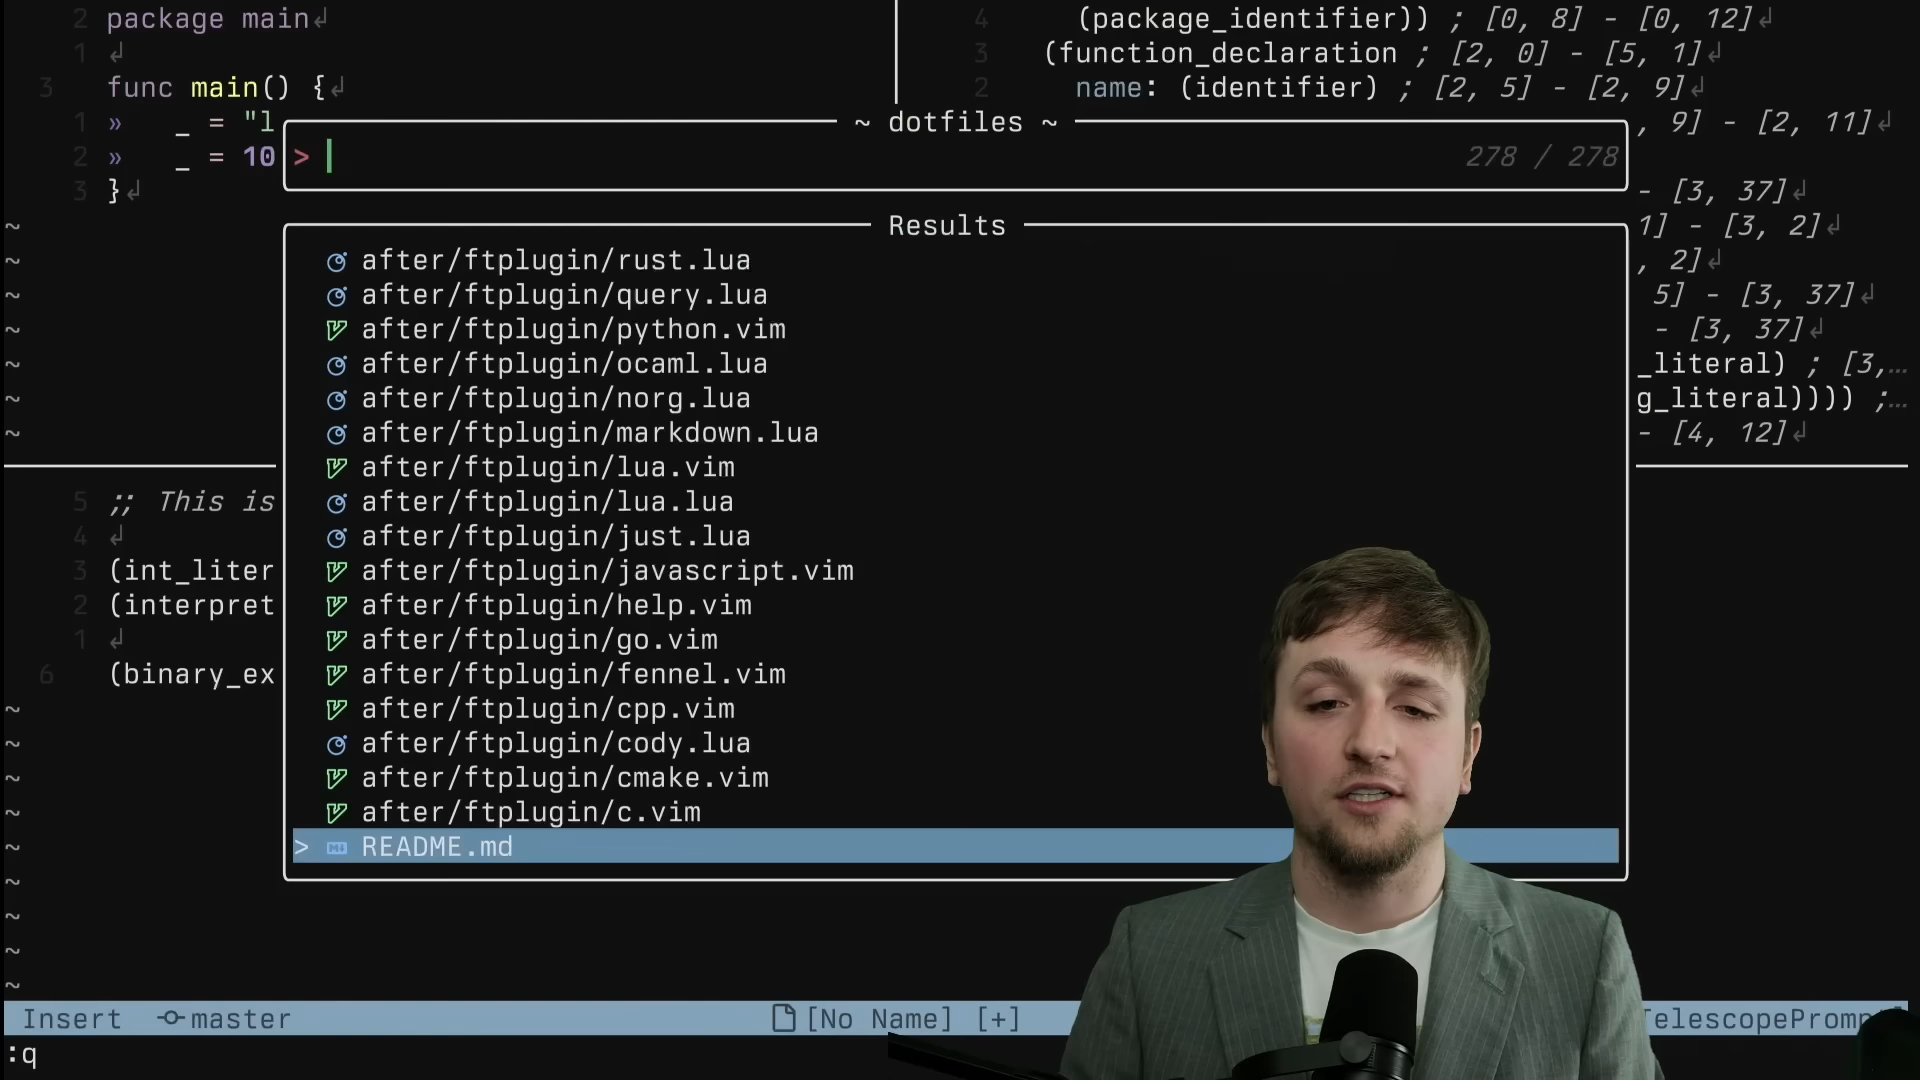 2 package main↲
1 ↲
3 func main() {↲
1 » _ = "l
2 » _ = 10
3 }↲
4 (package_identifier)) ; [0, 8] - [0, 12]↲
3 (function_declaration ; [2, 0] - [5, 1]↲
2 name: (identifier) ; [2, 5] - [2, 9]↲
, 9] - [2, 11]↲
- [3, 37]↲
1] - [3, 2]↲
, 2]↲
5] - [3, 37]↲
- [3, 37]↲
_literal) ; [3,…
g_literal)))) ;…
- [4, 12]↲
~ dotfiles ~
> 278 / 278
Results
after/ftplugin/rust.lua
after/ftplugin/query.lua
after/ftplugin/python.vim
after/ftplugin/ocaml.lua
after/ftplugin/norg.lua
after/ftplugin/markdown.lua
after/ftplugin/lua.vim
after/ftplugin/lua.lua
after/ftplugin/just.lua
after/ftplugin/javascript.vim
after/ftplugin/help.vim
after/ftplugin/go.vim
after/ftplugin/fennel.vim
after/ftplugin/cpp.vim
after/ftplugin/cody.lua
after/ftplugin/cmake.vim
after/ftplugin/c.vim
> README.md
5 ;; This is
4 ↲
3 (int_liter
2 (interpret
1 ↲
6 (binary_ex
Insert master [No Name] [+] TelescopePromp
:q